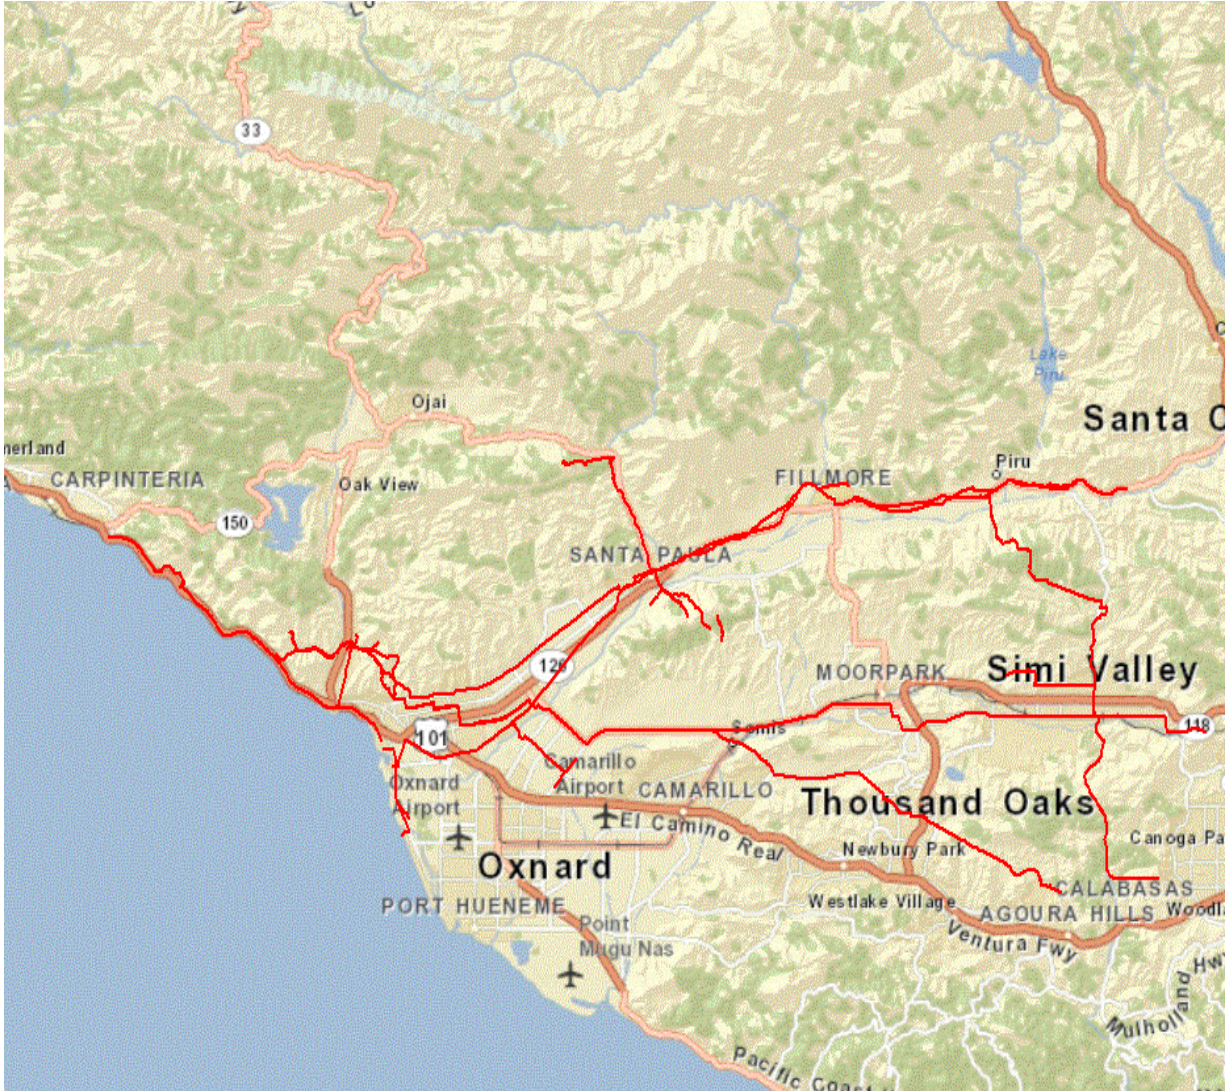 33
Lake
Piru
Santa C
Ojai
merland
CARPINTERIA
Oak View
Piru
FILLMORE
150
SANTA PAULA
126
MOORPARK
Simi Valley
118
101
Somis
Camarillo
Airport
Oxnard
Airport
CAMARILLO
Thousand Oaks
El Camino Real
Canoga Pa
Newbury Park
Oxnard
CALABASAS
PORT HUENEME
Westlake Village
AGOURA HILLS
Woodla
Point
Mugu Nas
Ventura Fwy
Mulholland
Hwy
Pacific Coast